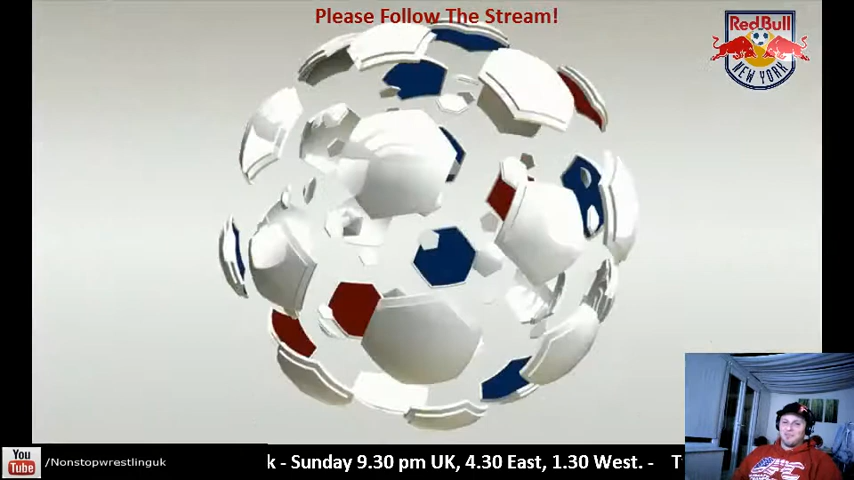 Please Follow The Stream!
Red Bull
NEW YORK
You
Tube
/Nonstopwrestlinguk
k - Sunday 9.30 pm UK, 4.30 East, 1.30 West. - T